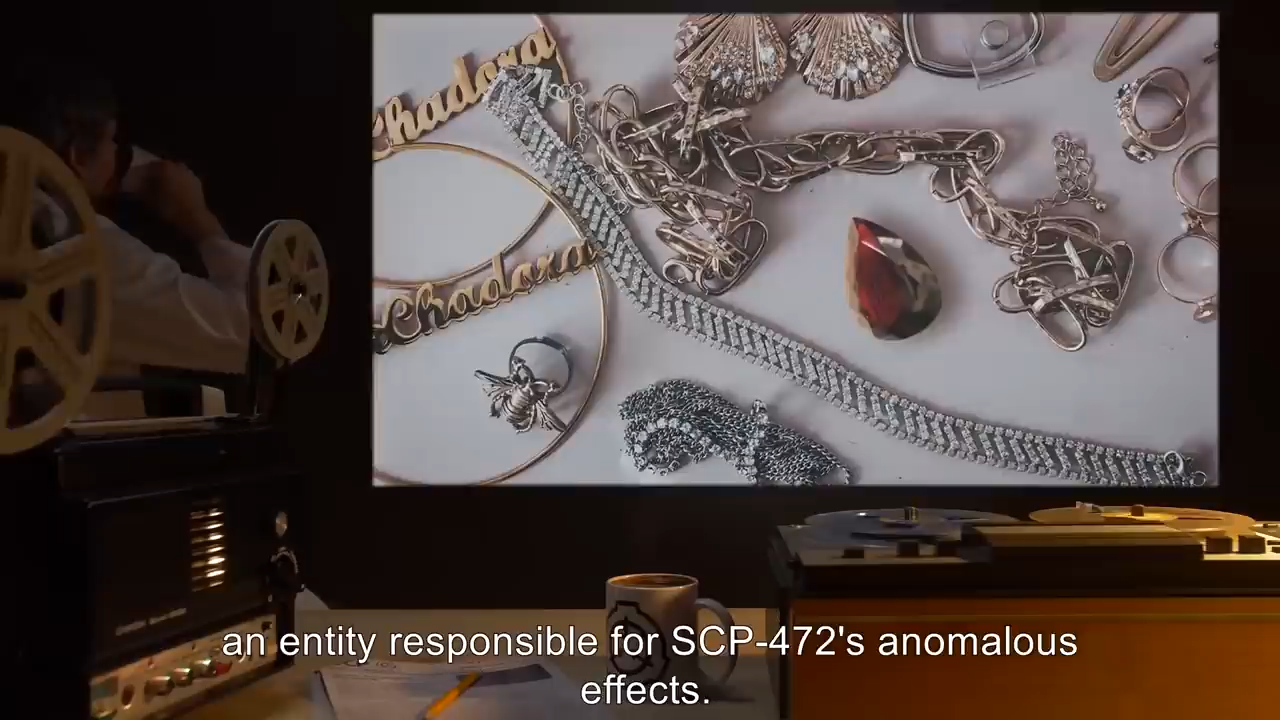 Chadora
Chadora
an entity responsible for SCP-472's anomalous
effects.